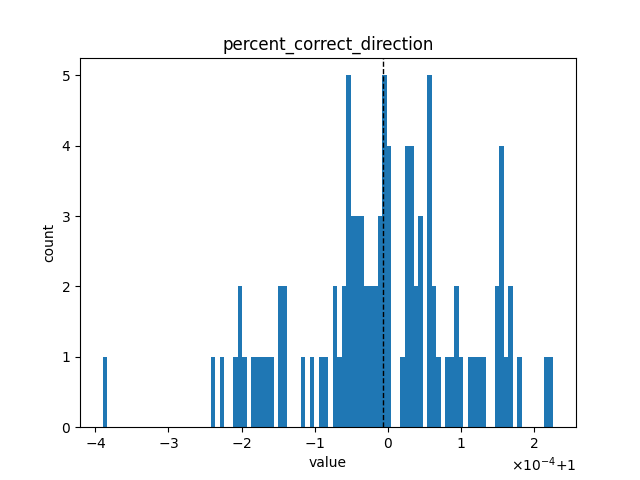 percent_correct_direction
5
4
3
2
1
0
count
−4 −3 −2 −1 0 1 2
value
×10⁻⁴+1